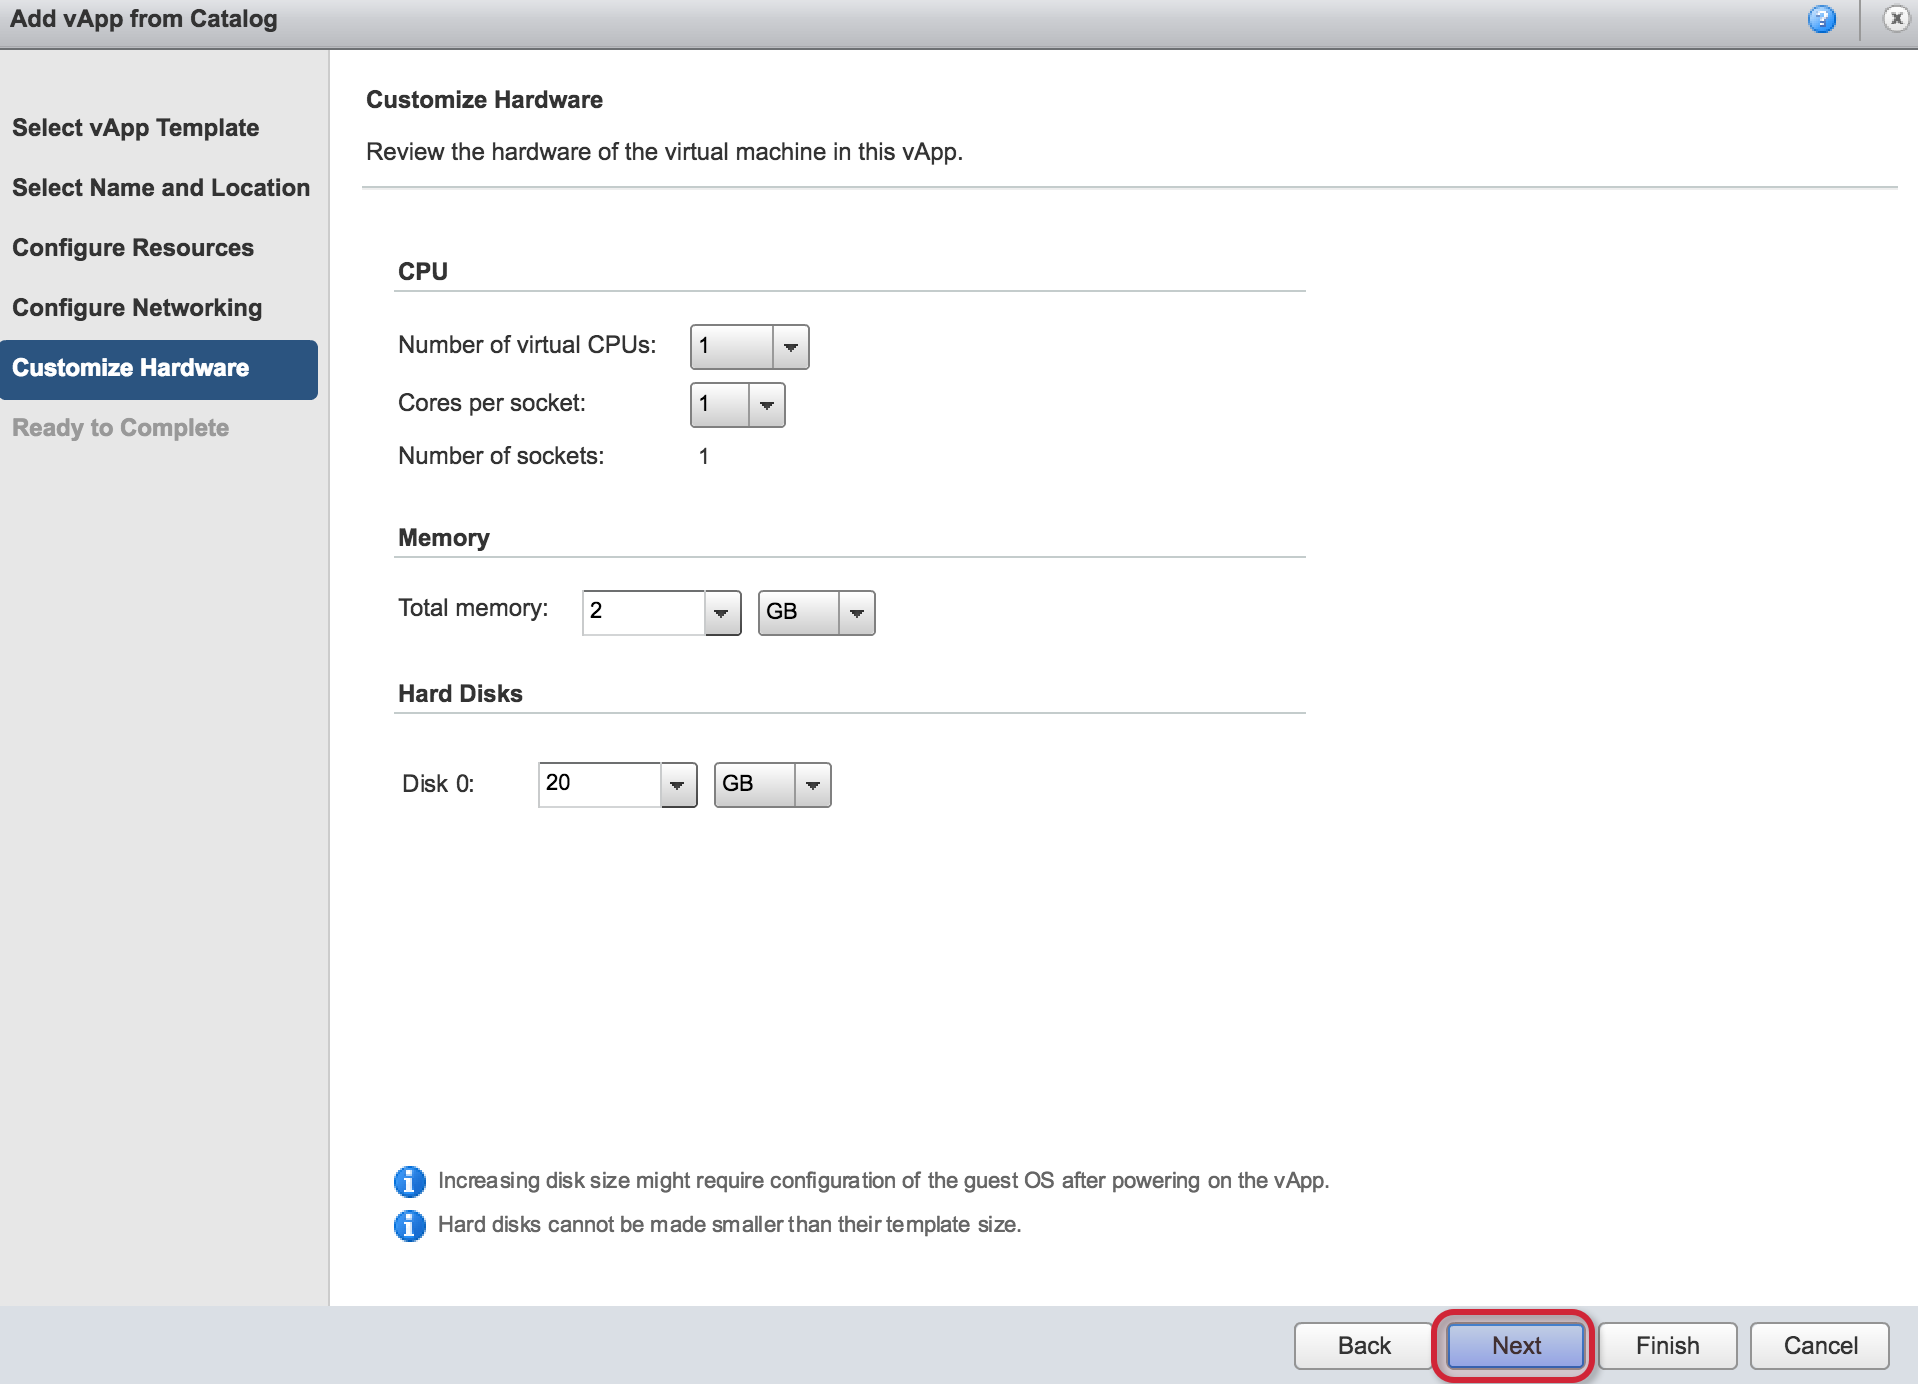 Add vApp from Catalog
Select vApp Template
Select Name and Location
Configure Resources
Configure Networking
Customize Hardware
Ready to Complete
Customize Hardware
Review the hardware of the virtual machine in this vApp.
CPU
Number of virtual CPUs: 1
Cores per socket: 1
Number of sockets: 1
Memory
Total memory: 2 GB
Hard Disks
Disk 0: 20 GB
Increasing disk size might require configuration of the guest OS after powering on the vApp.
Hard disks cannot be made smaller than their template size.
Back Next Finish Cancel